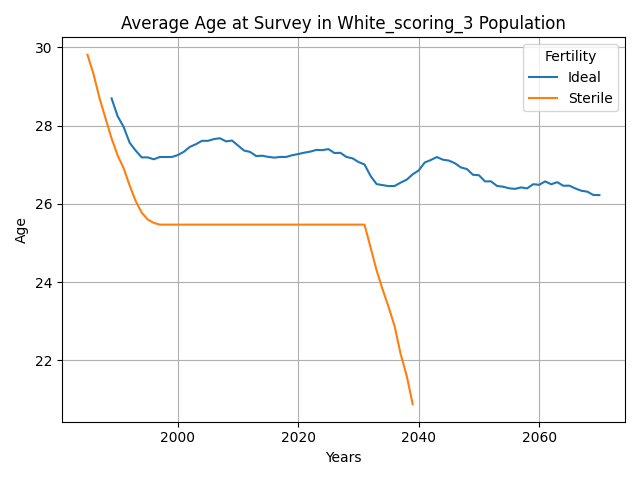 Average Age at Survey in White_scoring_3 Population
Fertility
Ideal
Sterile
30
28
26
24
22
Age
2000 2020 2040 2060
Years